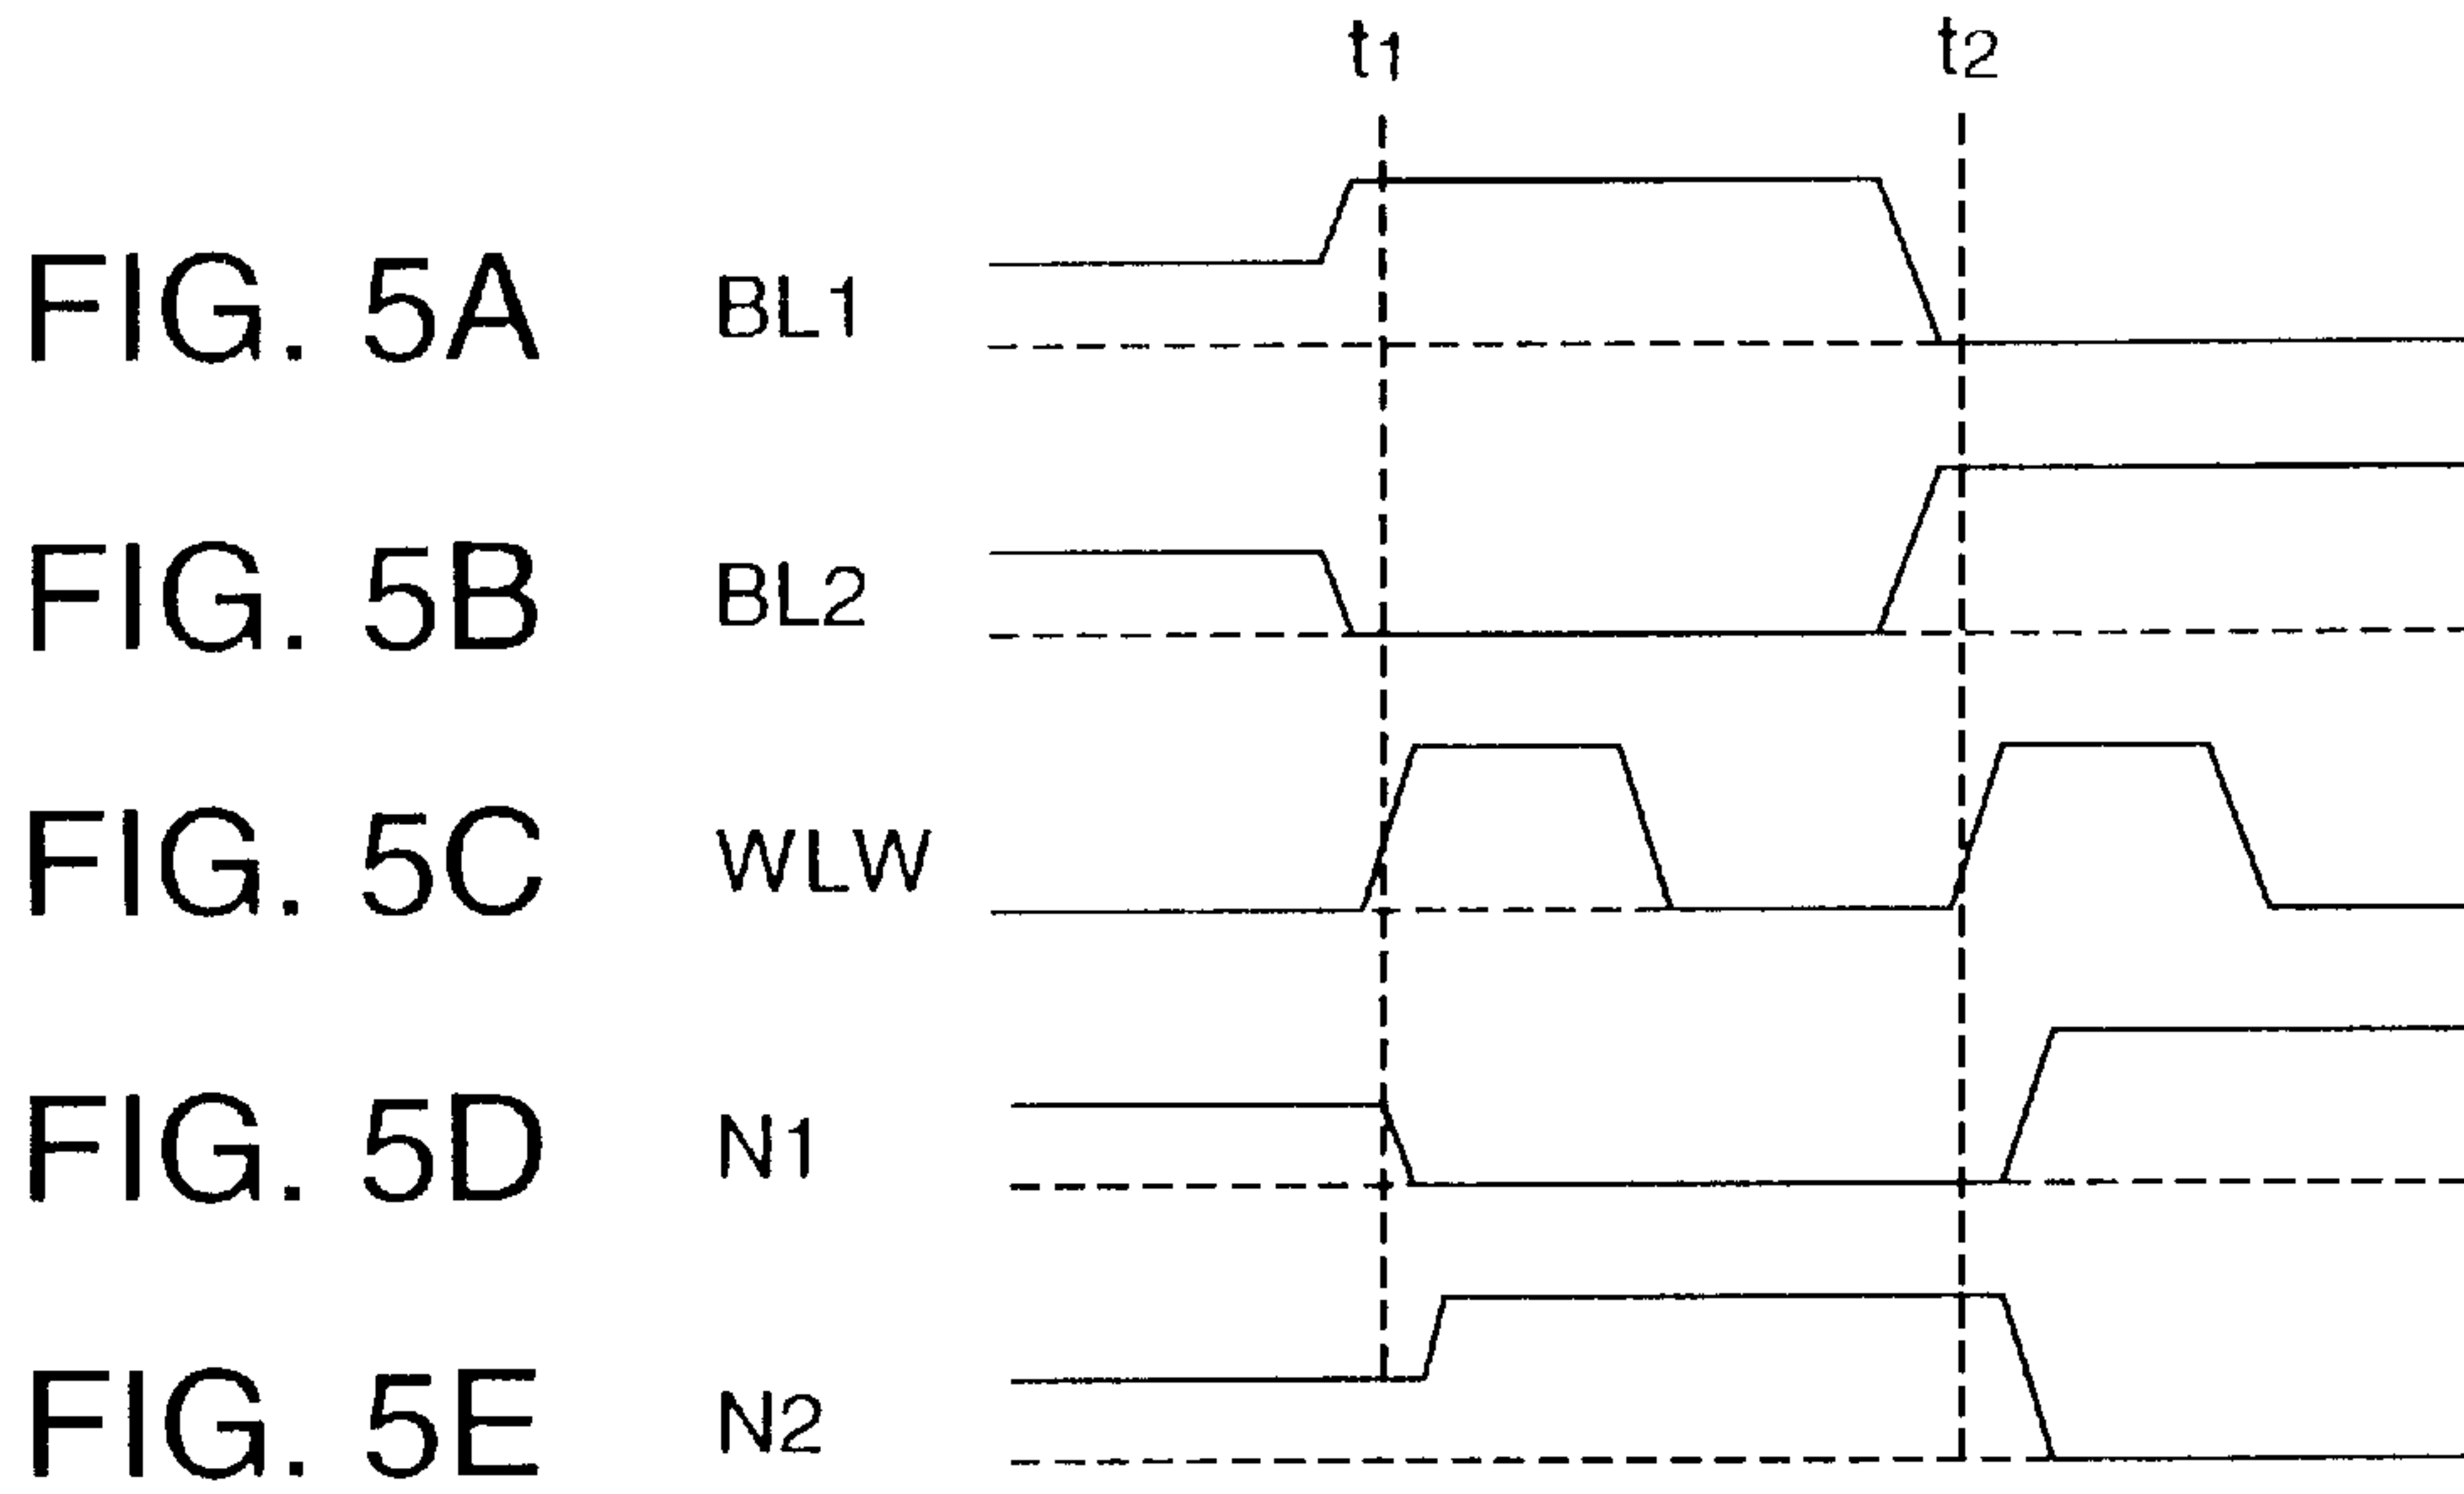 t1 t2
FIG. 5A BL1
FIG. 5B BL2
FIG. 5C WLW
FIG. 5D N1
FIG. 5E N2